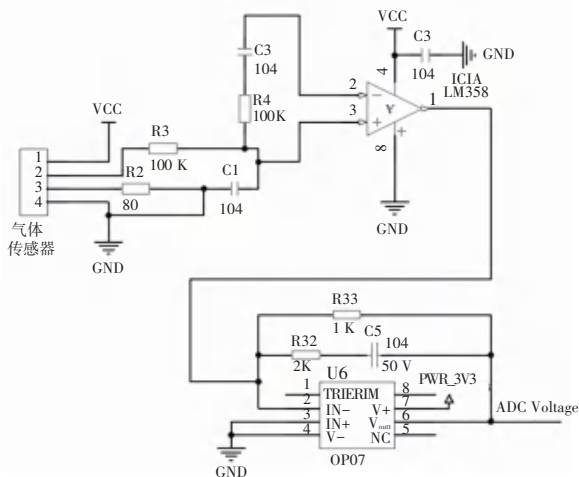 VCC
C3
104
GND
C3
104
4
ICIA
LM358
2
1
R4
100K
3
VCC
R3
100 K
8
1
2
3
4
R2
80
C1
104
气体
传感器
GND
GND
R33
1 K
R32
2K
C5
104
50 V
U6
PWR_3V3
1
TRIERIM
8
2
IN-
V+
7
3
IN+
Vout1
6
4
V-
NC
5
ADC Voltage
GND
OP07